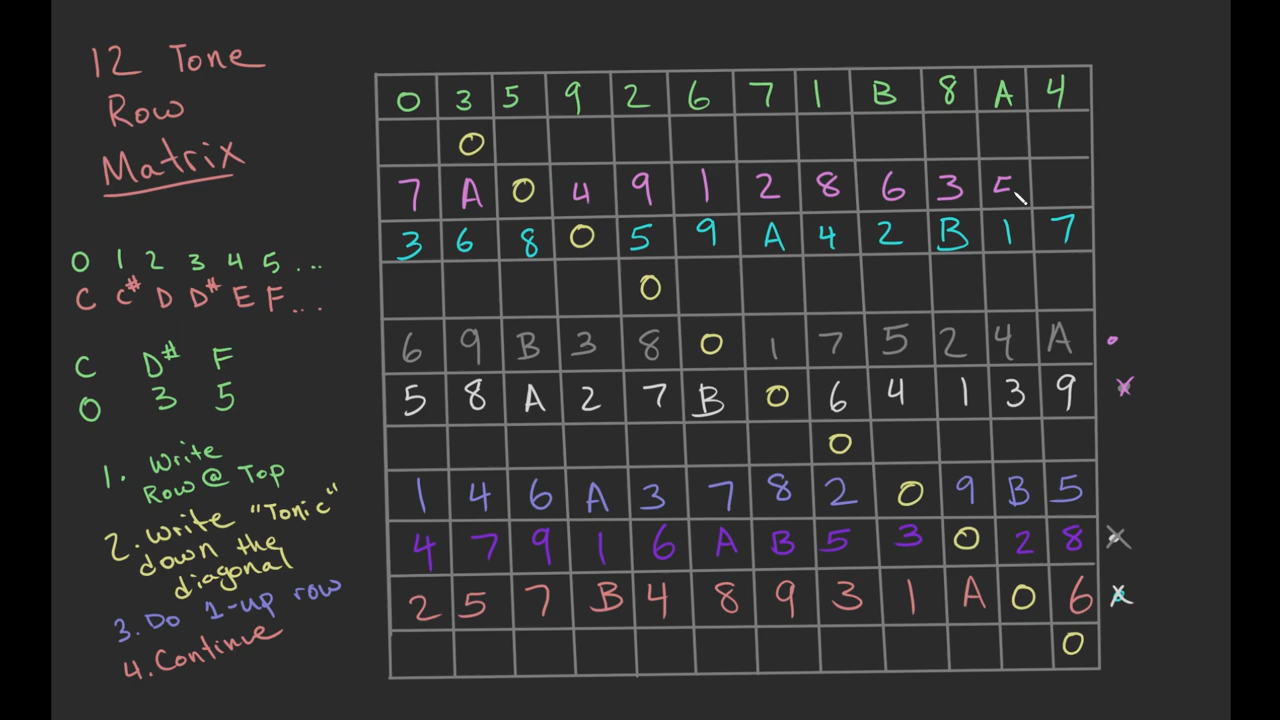 12 Tone
Row
Matrix
0 1 2 3 4 5 ...
C C# D D# E F ...
C D# F
0 3 5
1. Write
Row @ Top
2. Write "Tonic"
down the
diagonal
3. Do 1-up row
4. Continue
0 3 5 9 2 6 7 1 B 8 A 4
0
7 A 0 4 9 1 2 8 6 3 5
3 6 8 0 5 9 A 4 2 B 1 7
0
6 9 B 3 8 0 1 7 5 2 4 A
5 8 A 2 7 B 0 6 4 1 3 9 x
0
1 4 6 A 3 7 8 2 0 9 B 5
4 7 9 1 6 A B 5 3 0 2 8 x
2 5 7 B 4 8 9 3 1 A 0 6 x
0